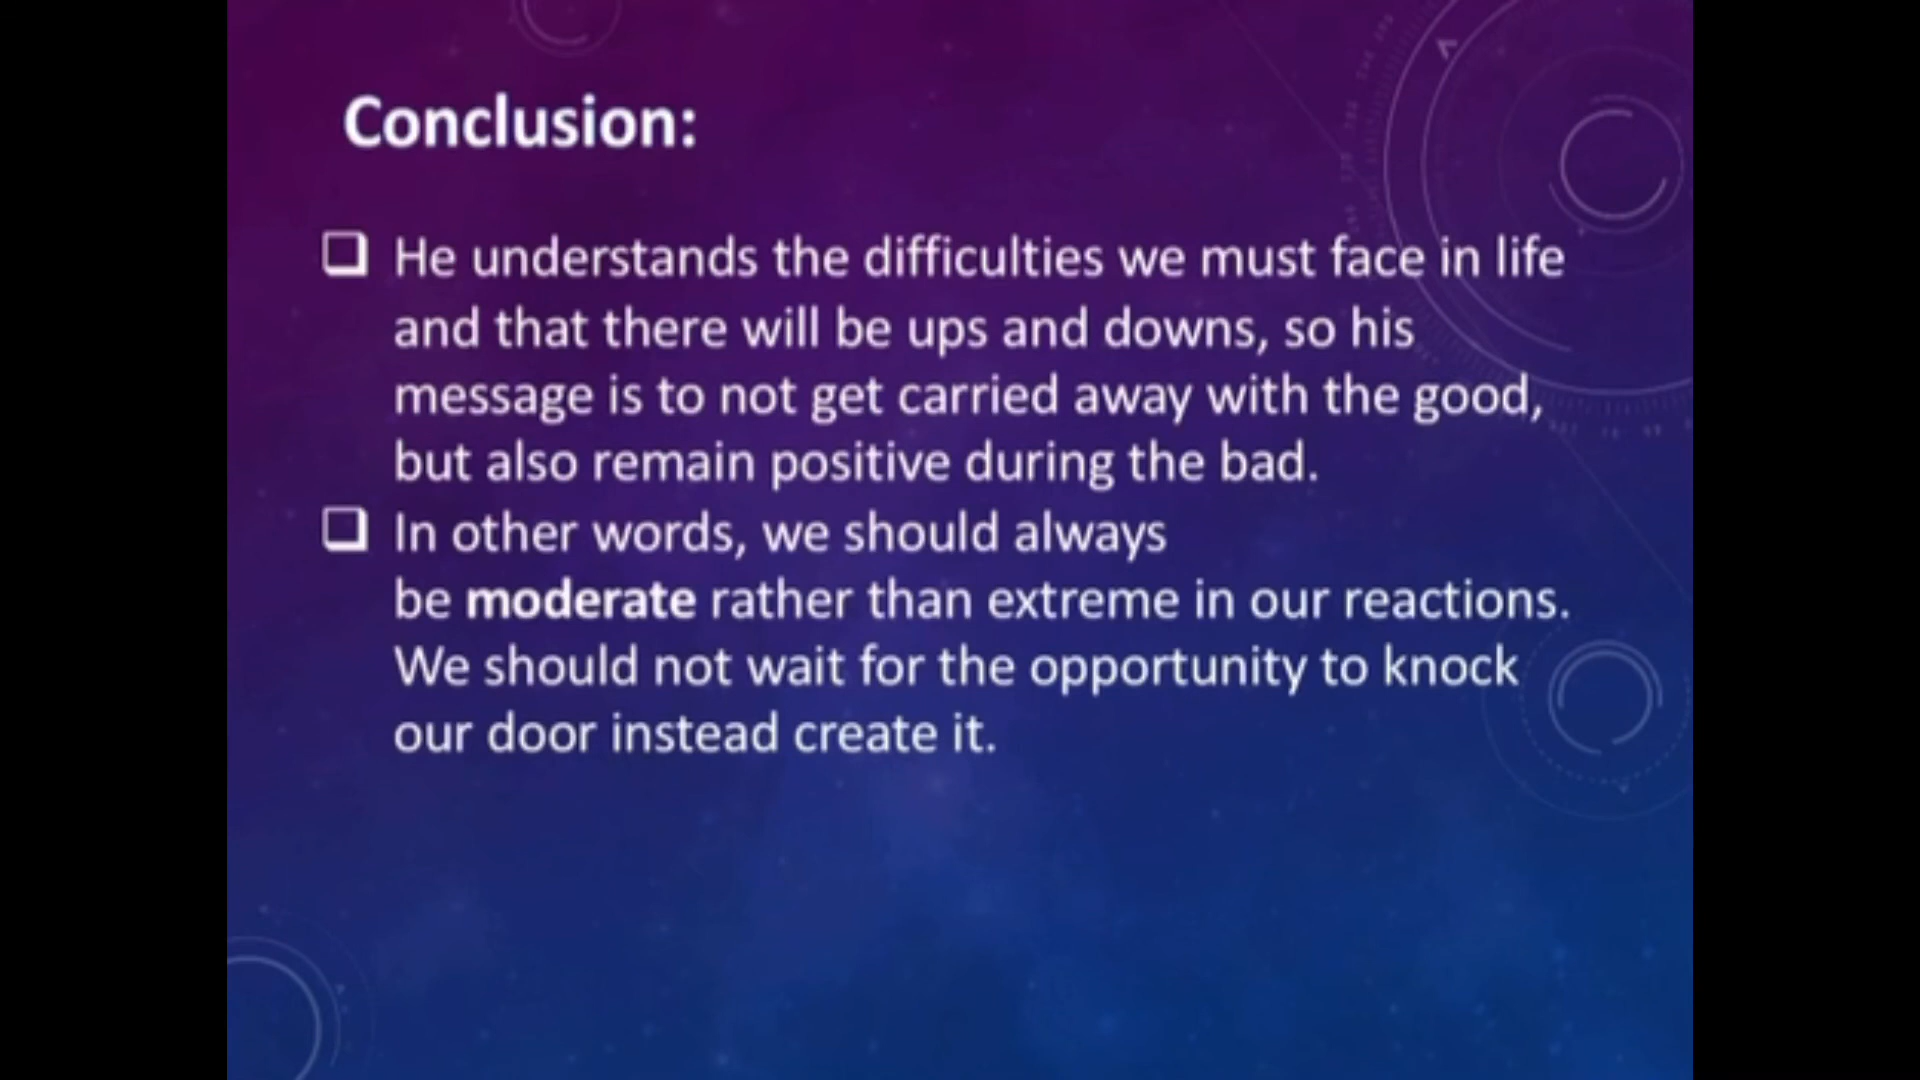 Conclusion:
❑ He understands the difficulties we must face in life
and that there will be ups and downs, so his
message is to not get carried away with the good,
but also remain positive during the bad.
❑ In other words, we should always
be moderate rather than extreme in our reactions.
We should not wait for the opportunity to knock
our door instead create it.